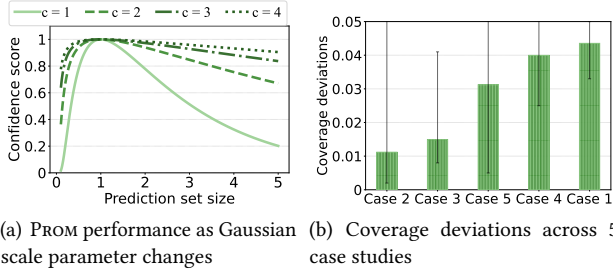 c = 1 c = 2 c = 3 c = 4
Confidence score
1
0.8
0.6
0.4
0.2
0
0 1 2 3 4 5
Prediction set size
(a) PROM performance as Gaussian
scale parameter changes
Coverage deviations
0.05
0.04
0.03
0.02
0.01
0
Case 2 Case 3 Case 5 Case 4 Case 1
(b) Coverage deviations across 5
case studies